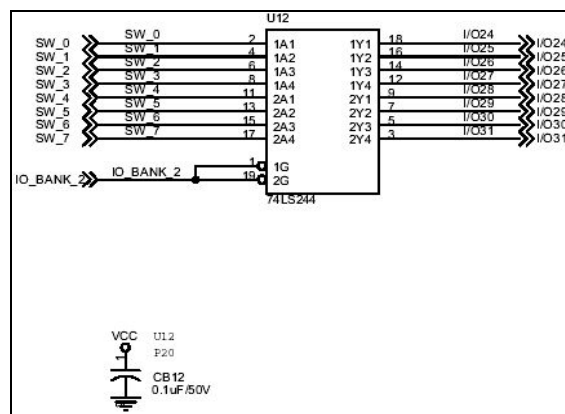 U12
SW_0 SW_0 2 1A1 1Y1 18 I/O24 I/O24
SW_1 SW_1 4 1A2 1Y2 16 I/O25 I/O25
SW_2 SW_2 6 1A3 1Y3 14 I/O26 I/O26
SW_3 SW_3 8 1A4 1Y4 12 I/O27 I/O27
SW_4 SW_4 11 2A1 2Y1 9 I/O28 I/O28
SW_5 SW_5 13 2A2 2Y2 7 I/O29 I/O29
SW_6 SW_6 15 2A3 2Y3 5 I/O30 I/O30
SW_7 SW_7 17 2A4 2Y4 3 I/O31 I/O31
1 1G
IO_BANK_2 IO_BANK_2 19 2G
74LS244
VCC U12
1 P20
CB12
0.1uF/50V